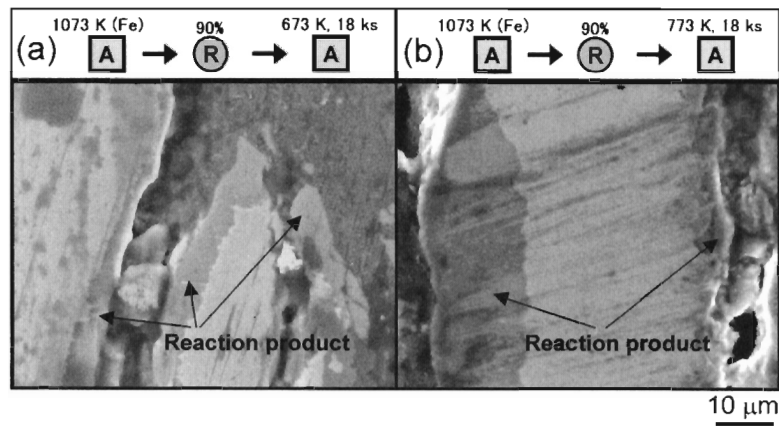 (a)
1073 K (Fe) 90% 673 K, 18 ks
A R A
(b)
1073 K (Fe) 90% 773 K, 18 ks
A R A
Reaction product
Reaction product
10 μm